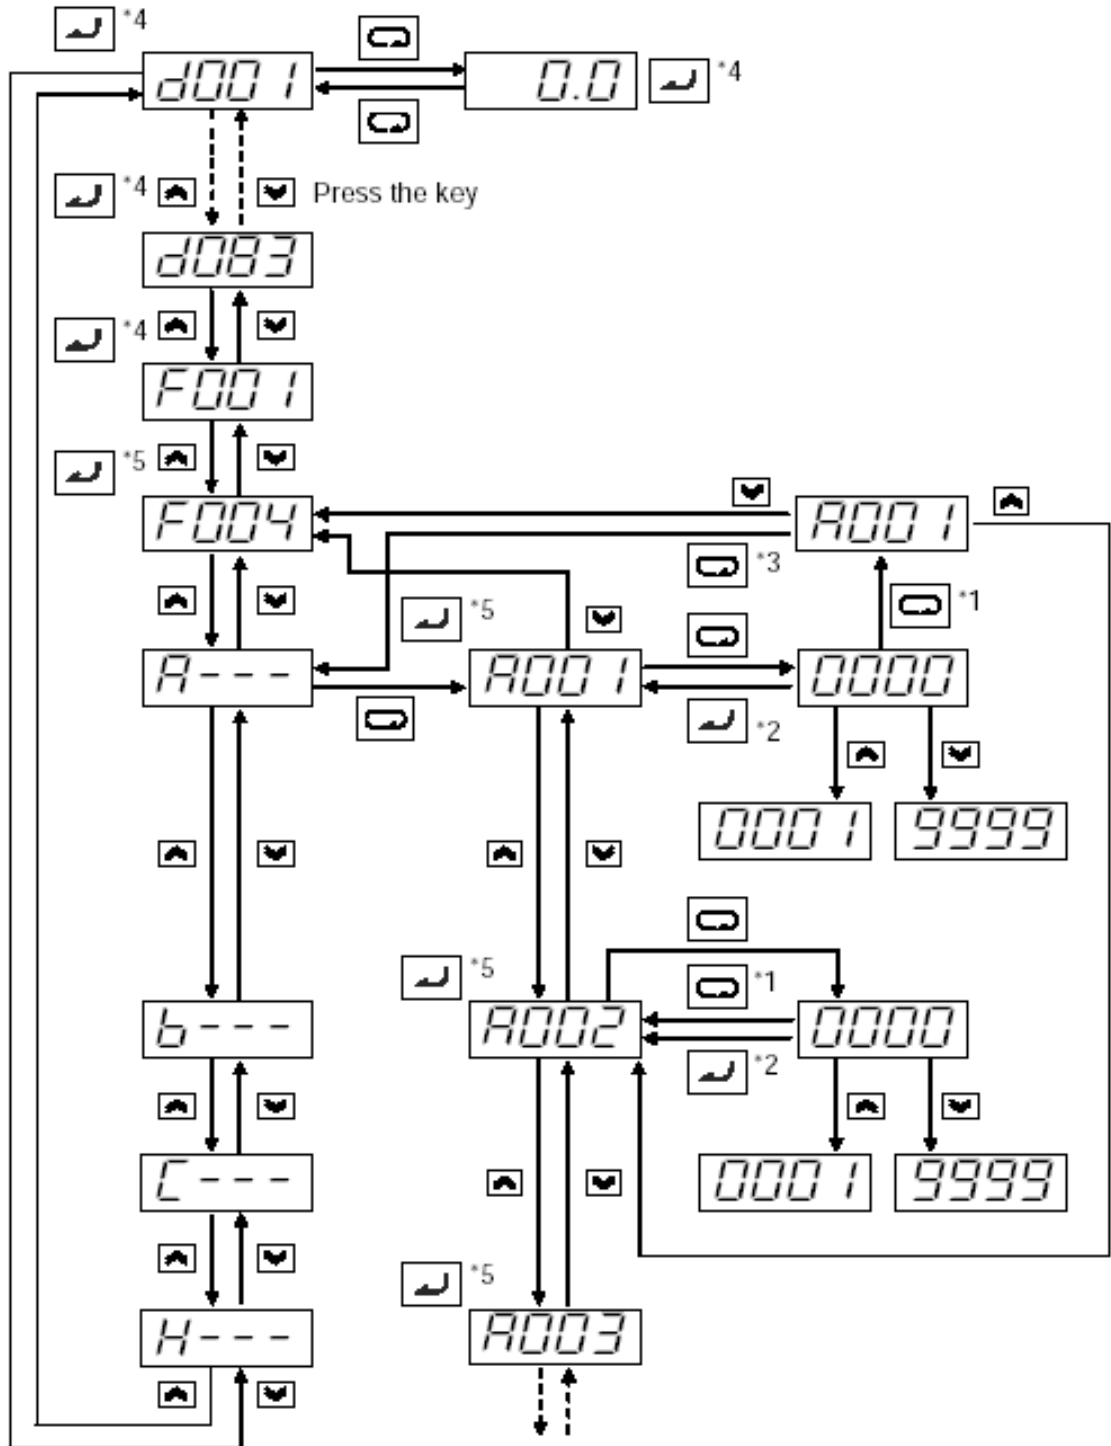 *4
d001
0.0
*4
*4
Press the key
d083
*4
F001
*5
F004
A001
*3
*1
*5
A---
A001
0000
*2
0001
9999
*5
*1
b---
A002
0000
*2
C---
0001
9999
*5
H---
A003